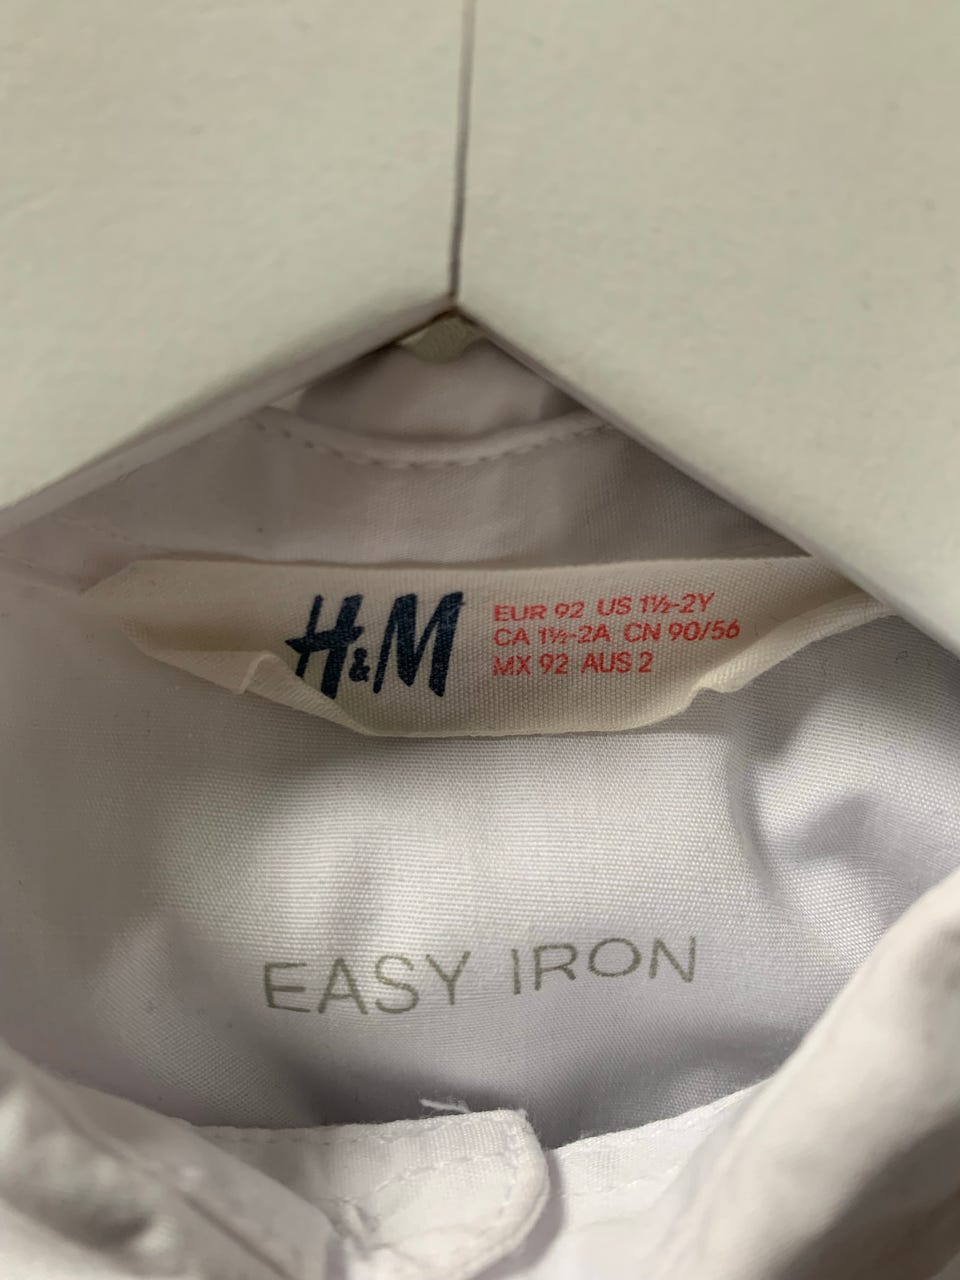 H&M
EUR 92 US 1½-2Y
CA 1½-2A CN 90/56
MX 92 AUS 2
EASY IRON